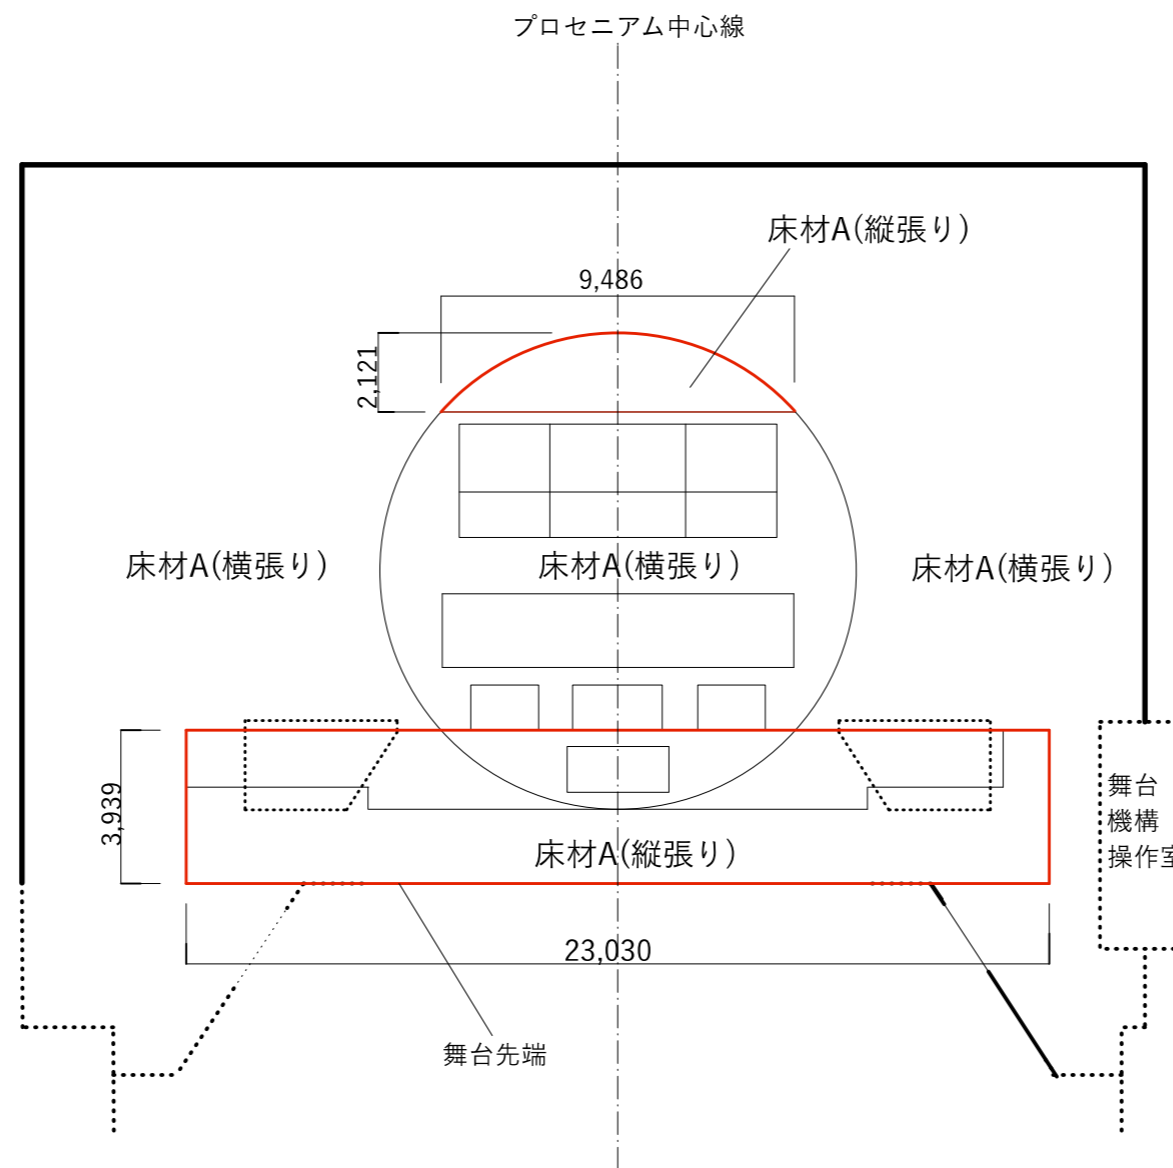 プロセニアム中心線
床材A(縦張り)
9,486
2,121
床材A(横張り)
床材A(横張り)
床材A(横張り)
3,939
舞台
機構
操作室
床材A(縦張り)
23,030
舞台先端